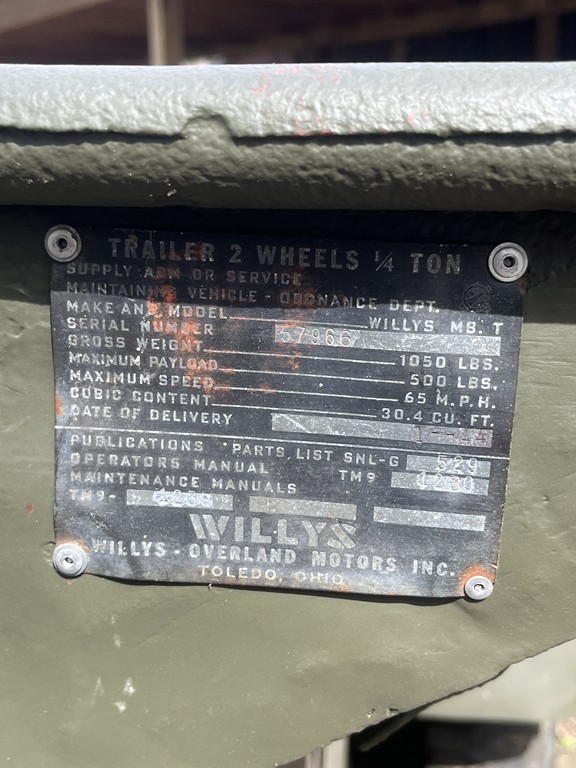 TRAILER 2 WHEELS ¼ TON
SUPPLY ARM OR SERVICE
MAINTAINING VEHICLE - ORDNANCE DEPT.
MAKE AND MODEL WILLYS MB. T
SERIAL NUMBER 57966
GROSS WEIGHT 1050 LBS.
MAXIMUM PAYLOAD 500 LBS.
MAXIMUM SPEED 65 M.P.H.
CUBIC CONTENT 30.4 CU. FT.
DATE OF DELIVERY
PUBLICATIONS PARTS LIST SNL-G 529
OPERATORS MANUAL TM9 1230
MAINTENANCE MANUALS
TM9-
WILLYS
WILLYS - OVERLAND MOTORS INC.
TOLEDO, OHIO